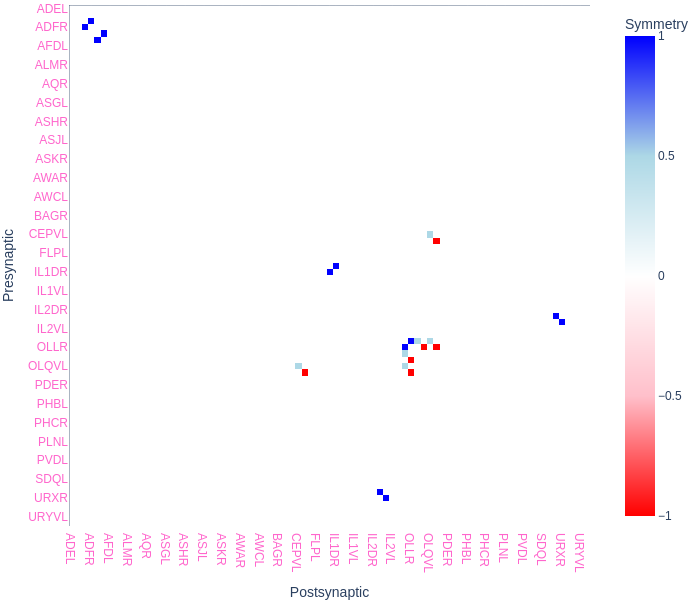 Symmetry
1
0.5
0
−0.5
−1
Presynaptic
ADEL
ADFR
AFDL
ALMR
AQR
ASGL
ASHR
ASJL
ASKR
AWAR
AWCL
BAGR
CEPVL
FLPL
IL1DR
IL1VL
IL2DR
IL2VL
OLLR
OLQVL
PDER
PHBL
PHCR
PLNL
PVDL
SDQL
URXR
URYVL
ADEL
ADFR
AFDL
ALMR
AQR
ASGL
ASHR
ASJL
ASKR
AWAR
AWCL
BAGR
CEPVL
FLPL
IL1DR
IL1VL
IL2DR
IL2VL
OLLR
OLQVL
PDER
PHBL
PHCR
PLNL
PVDL
SDQL
URXR
URYVL
Postsynaptic